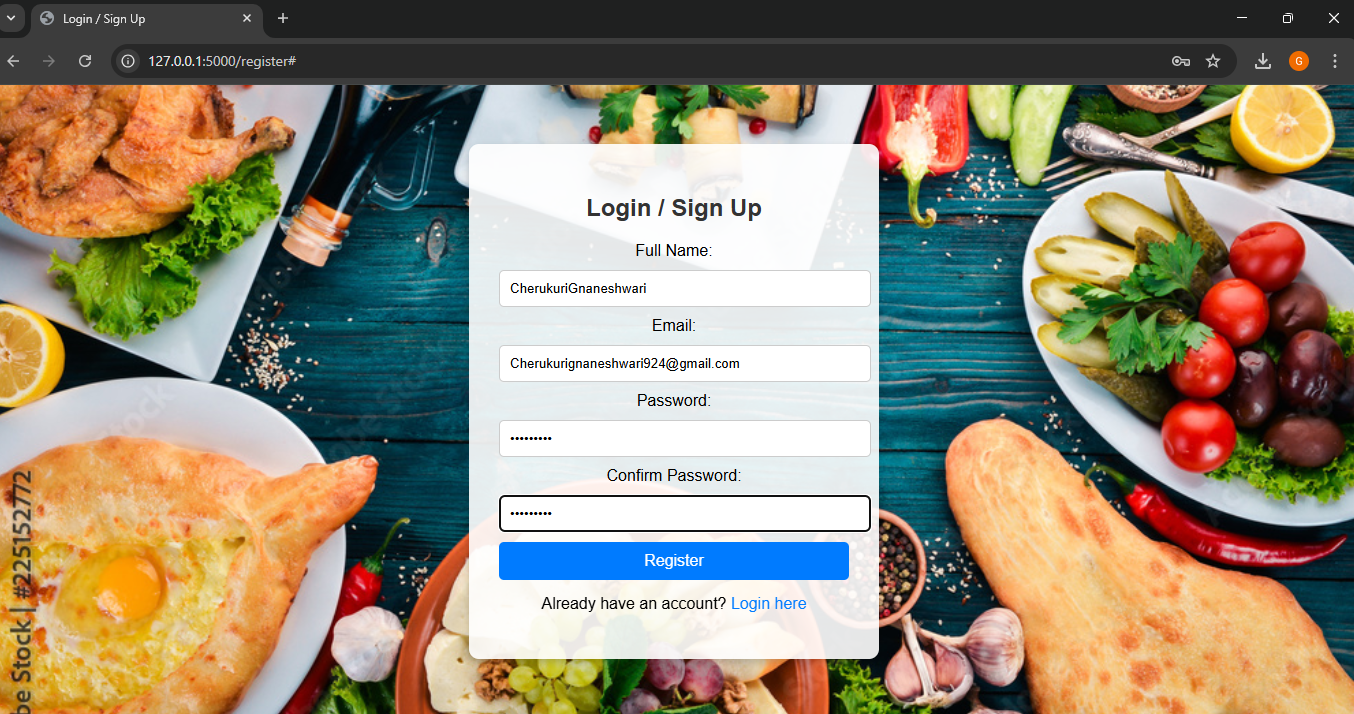 Login / Sign Up
127.0.0.1:5000/register#
G
Login / Sign Up
Full Name:
CherukuriGnaneshwari
Email:
Cherukurignaneshwari924@gmail.com
Password:
•••••••••
Confirm Password:
•••••••••
Register
Already have an account? Login here
be Stock | #225152772